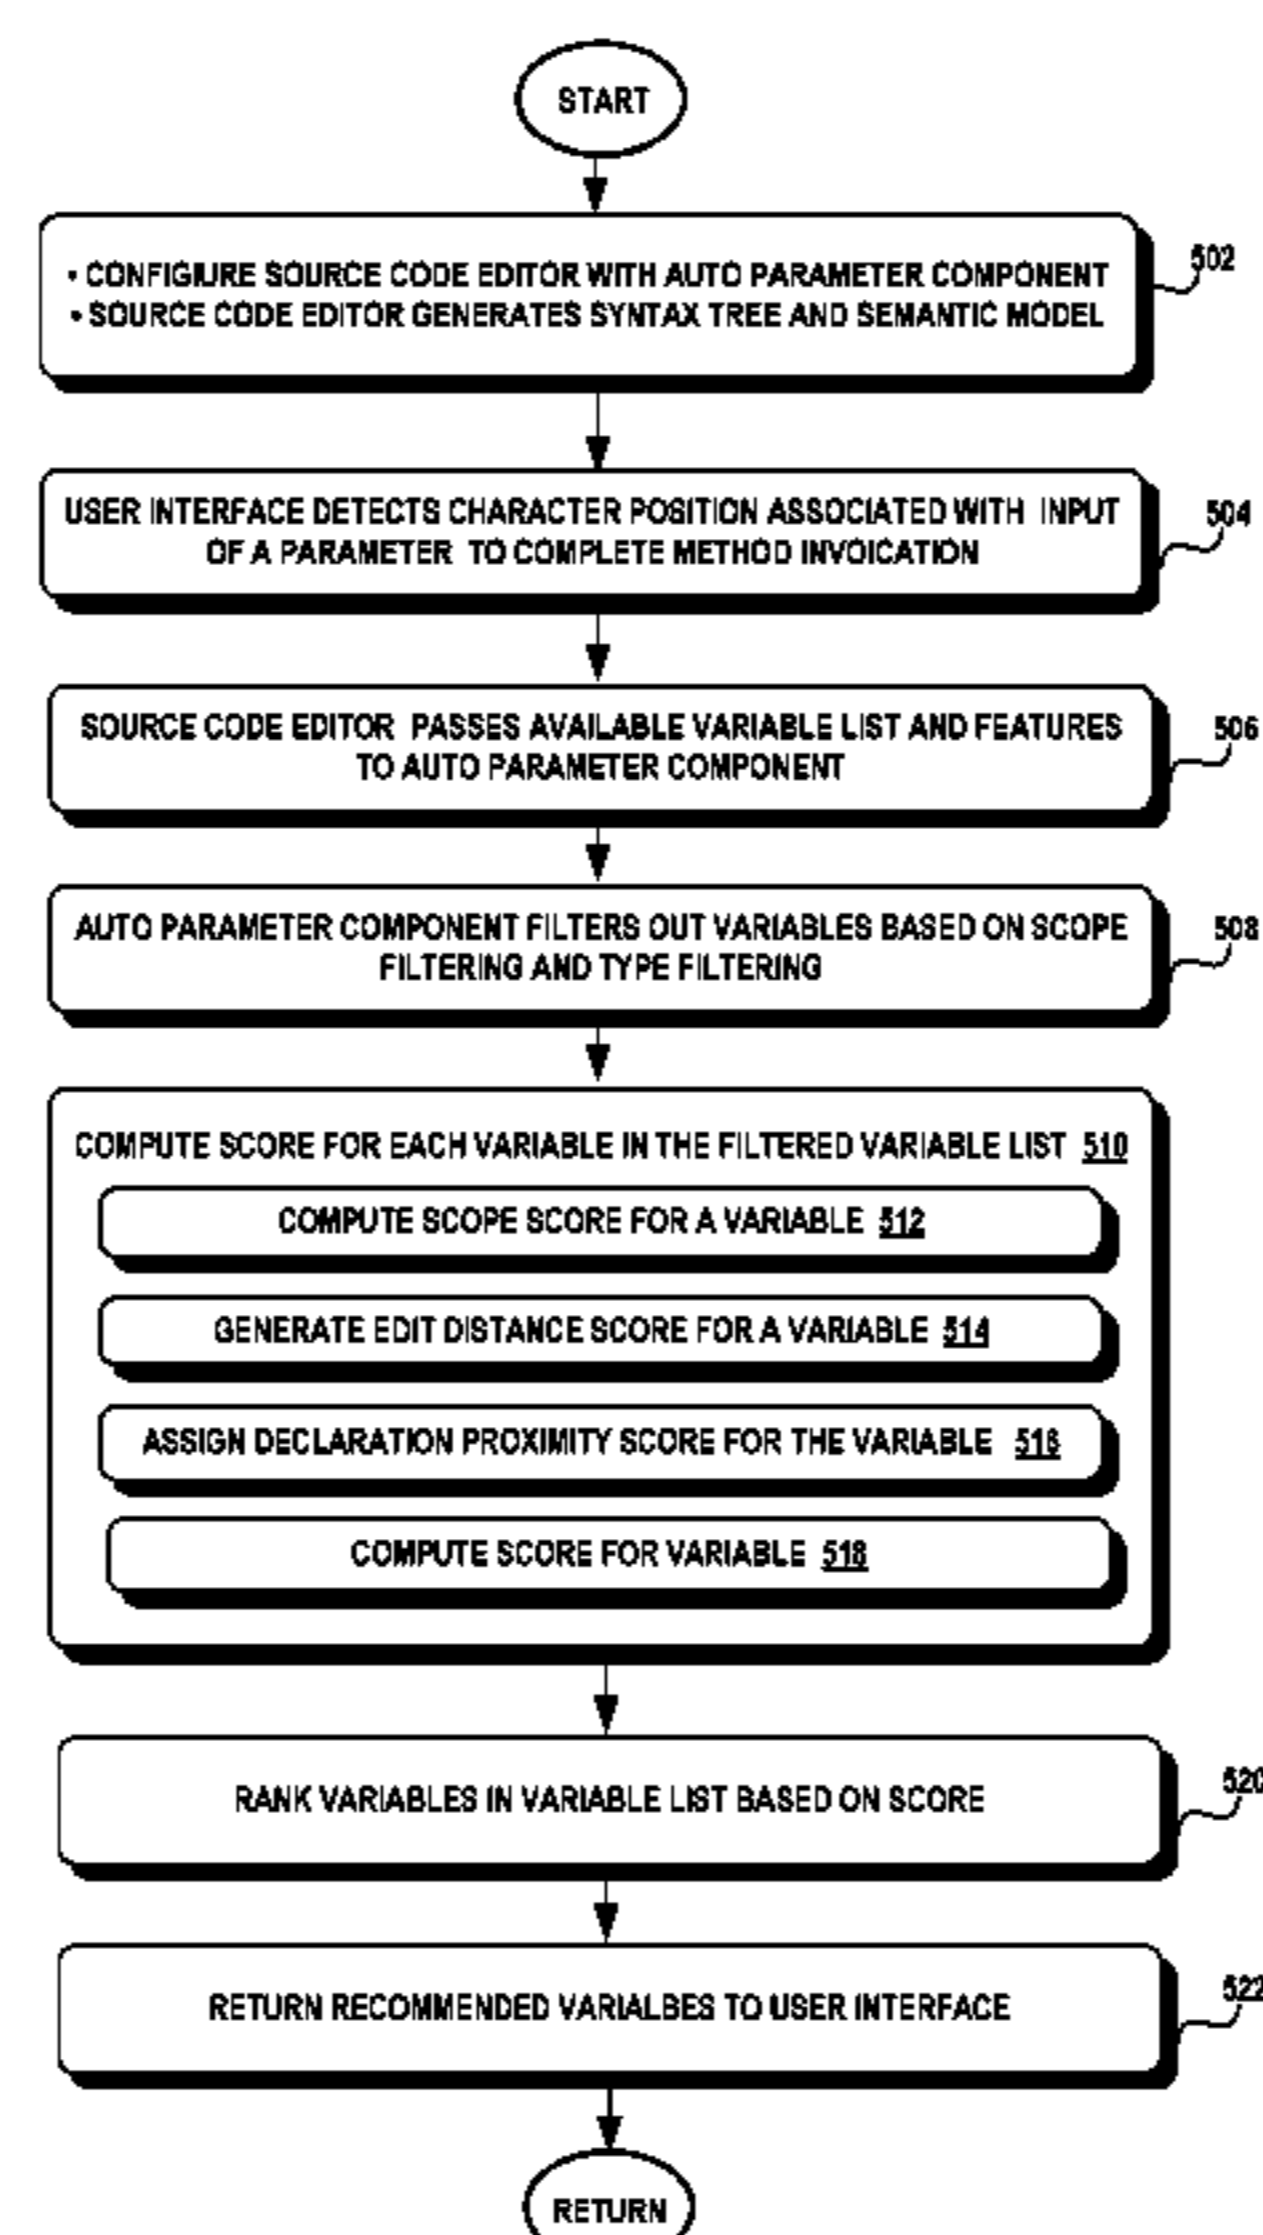 START
• CONFIGIURE SOURCE CODE EDITOR WITH AUTO PARAMETER COMPONENT
• SOURCE CODE EDITOR GENERATES SYNTAX TREE AND SEMANTIC MODEL
502
USER INTERFACE DETECTS CHARACTER POSITION ASSOCIATED WITH INPUT
OF A PARAMETER TO COMPLETE METHOD INVOICATION
504
SOURCE CODE EDITOR PASSES AVAILABLE VARIABLE LIST AND FEATURES
TO AUTO PARAMETER COMPONENT
506
AUTO PARAMETER COMPONENT FILTERS OUT VARIABLES BASED ON SCOPE
FILTERING AND TYPE FILTERING
508
COMPUTE SCORE FOR EACH VARIABLE IN THE FILTERED VARIABLE LIST 510
COMPUTE SCOPE SCORE FOR A VARIABLE 512
GENERATE EDIT DISTANCE SCORE FOR A VARIABLE 514
ASSIGN DECLARATION PROXIMITY SCORE FOR THE VARIABLE 516
COMPUTE SCORE FOR VARIABLE 518
RANK VARIABLES IN VARIABLE LIST BASED ON SCORE
520
RETURN RECOMMENDED VARIALBES TO USER INTERFACE
522
RETURN